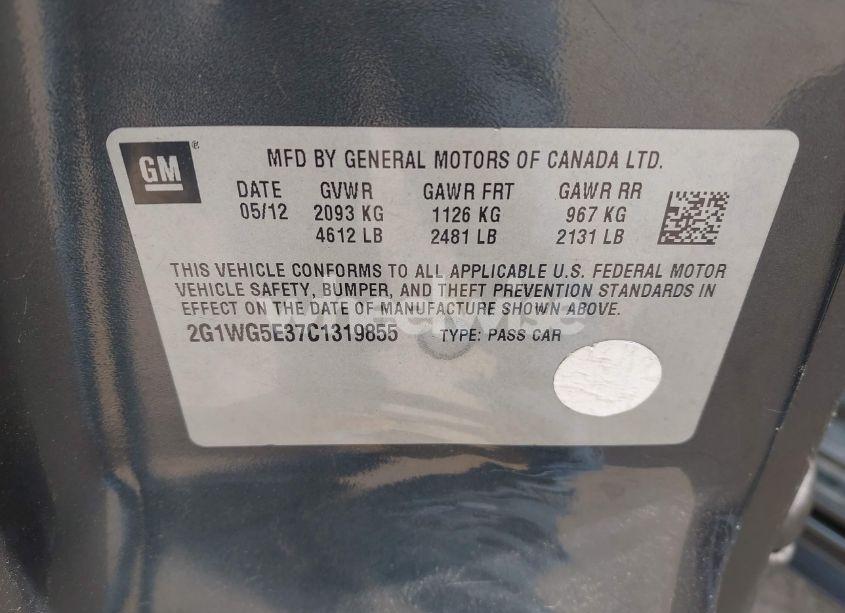 GM®
MFD BY GENERAL MOTORS OF CANADA LTD.
DATE GVWR GAWR FRT GAWR RR
05/12 2093 KG 1126 KG 967 KG
4612 LB 2481 LB 2131 LB
THIS VEHICLE CONFORMS TO ALL APPLICABLE U.S. FEDERAL MOTOR
VEHICLE SAFETY, BUMPER, AND THEFT PREVENTION STANDARDS IN
EFFECT ON THE DATE OF MANUFACTURE SHOWN ABOVE.
2G1WG5E37C1319855 TYPE: PASS CAR